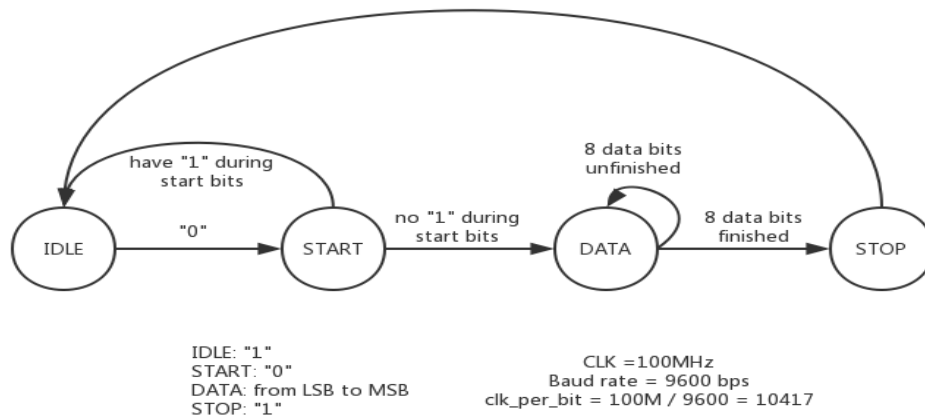 have "1" during
start bits
8 data bits
unfinished
IDLE
"0"
START
no "1" during
start bits
DATA
8 data bits
finished
STOP
IDLE: "1"
START: "0"
DATA: from LSB to MSB
STOP: "1"
CLK =100MHz
Baud rate = 9600 bps
clk_per_bit = 100M / 9600 = 10417